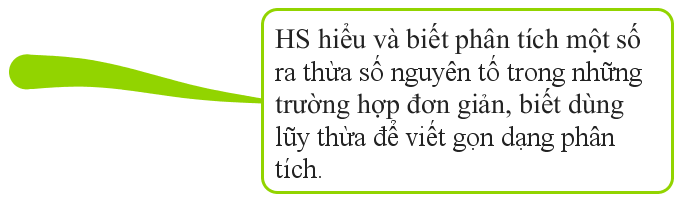 HS hiểu và biết phân tích một số
ra thừa số nguyên tố trong những
trường hợp đơn giản, biết dùng
lũy thừa để viết gọn dạng phân
tích.